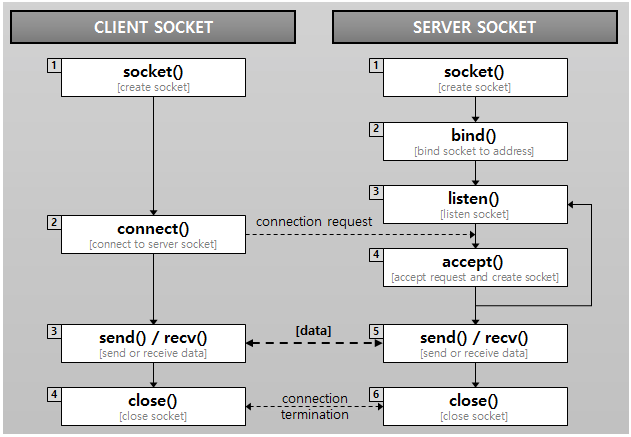 CLIENT SOCKET
1
socket()
[create socket]
2
connect()
[connect to server socket]
3
send() / recv()
[send or receive data]
4
close()
[close socket]
connection request
[data]
connection
termination
SERVER SOCKET
1
socket()
[create socket]
2
bind()
[bind socket to address]
3
listen()
[listen socket]
4
accept()
[accept request and create socket]
5
send() / recv()
[send or receive data]
6
close()
[close socket]